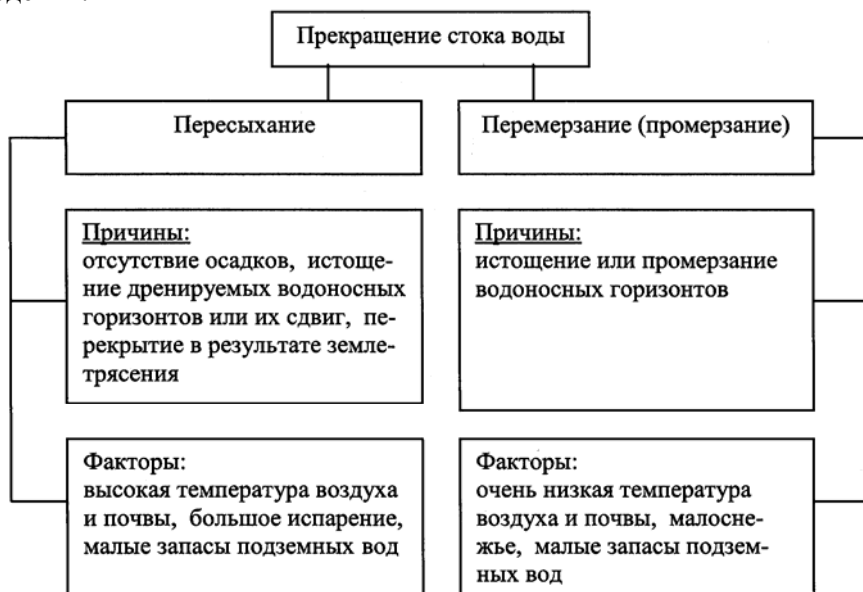 Прекращение стока воды
Пересыхание
Перемерзание (промерзание)
Причины:
отсутствие осадков, истоще-
ние дренируемых водоносных
горизонтов или их сдвиг, пе-
рекрытие в результате земле-
трясения
Причины:
истощение или промерзание
водоносных горизонтов
Факторы:
высокая температура воздуха
и почвы, большое испарение,
малые запасы подземных вод
Факторы:
очень низкая температура
воздуха и почвы, малосне-
жье, малые запасы подзем-
ных вод